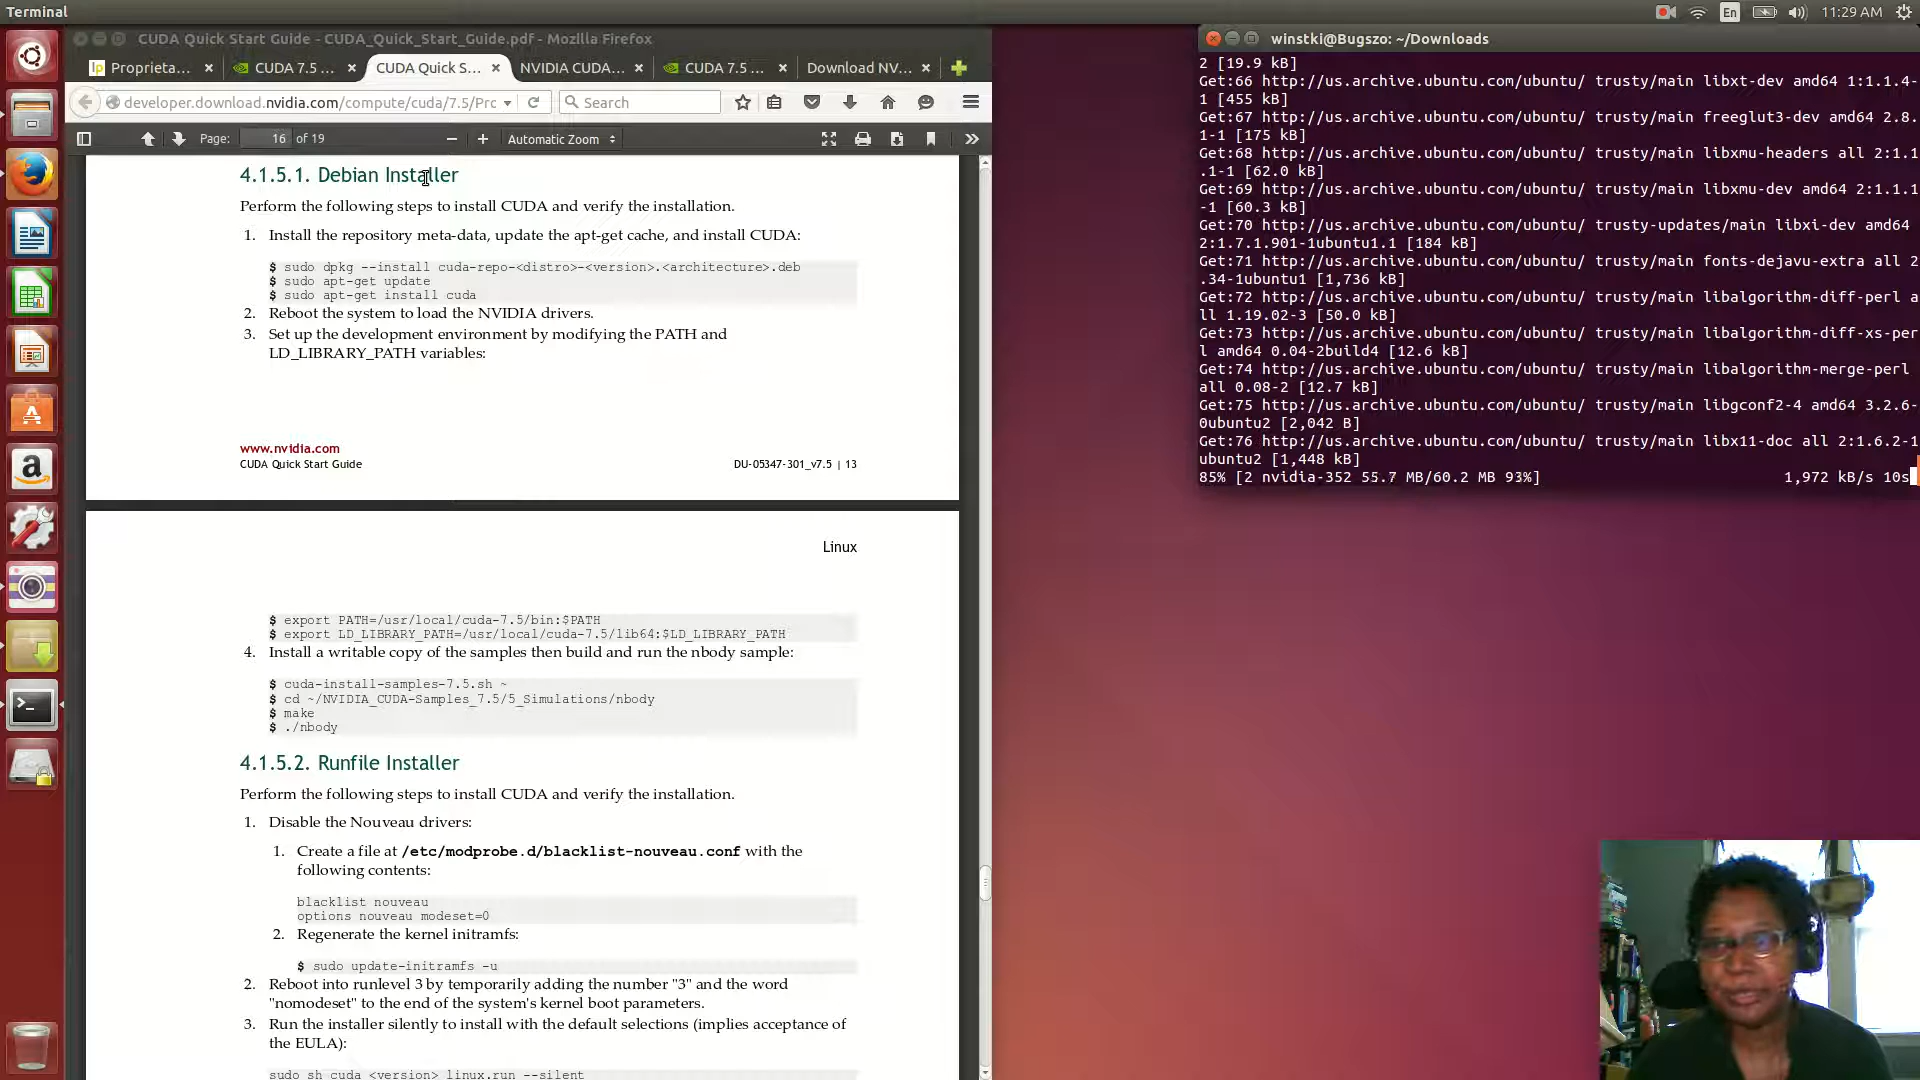 Terminal
En
11:29 AM
CUDA Quick Start Guide - CUDA_Quick_Start_Guide.pdf - Mozilla Firefox
Proprieta...
CUDA 7.5 ...
CUDA Quick S...
NVIDIA CUDA...
CUDA 7.5 ...
Download NV...
developer.download.nvidia.com/compute/cuda/7.5/Prc
Search
Page: 16 of 19
Automatic Zoom
4.1.5.1. Debian Installer
Perform the following steps to install CUDA and verify the installation.
1. Install the repository meta-data, update the apt-get cache, and install CUDA:
$ sudo dpkg --install cuda-repo-<distro>-<version>.<architecture>.deb
$ sudo apt-get update
$ sudo apt-get install cuda
2. Reboot the system to load the NVIDIA drivers.
3. Set up the development environment by modifying the PATH and
LD_LIBRARY_PATH variables:
www.nvidia.com
CUDA Quick Start Guide
DU-05347-301_v7.5 | 13
Linux
$ export PATH=/usr/local/cuda-7.5/bin:$PATH
$ export LD_LIBRARY_PATH=/usr/local/cuda-7.5/lib64:$LD_LIBRARY_PATH
4. Install a writable copy of the samples then build and run the nbody sample:
$ cuda-install-samples-7.5.sh ~
$ cd ~/NVIDIA_CUDA-Samples_7.5/5_Simulations/nbody
$ make
$ ./nbody
4.1.5.2. Runfile Installer
Perform the following steps to install CUDA and verify the installation.
1. Disable the Nouveau drivers:
1. Create a file at /etc/modprobe.d/blacklist-nouveau.conf with the
following contents:
blacklist nouveau
options nouveau modeset=0
2. Regenerate the kernel initramfs:
$ sudo update-initramfs -u
2. Reboot into runlevel 3 by temporarily adding the number "3" and the word
"nomodeset" to the end of the system's kernel boot parameters.
3. Run the installer silently to install with the default selections (implies acceptance of
the EULA):
sudo sh cuda_<version>_linux.run --silent
winstki@Bugszo: ~/Downloads
2 [19.9 kB]
Get:66 http://us.archive.ubuntu.com/ubuntu/ trusty/main libxt-dev amd64 1:1.1.4-
1 [455 kB]
Get:67 http://us.archive.ubuntu.com/ubuntu/ trusty/main freeglut3-dev amd64 2.8.
1-1 [175 kB]
Get:68 http://us.archive.ubuntu.com/ubuntu/ trusty/main libxmu-headers all 2:1.1
.1-1 [62.0 kB]
Get:69 http://us.archive.ubuntu.com/ubuntu/ trusty/main libxmu-dev amd64 2:1.1.1
-1 [60.3 kB]
Get:70 http://us.archive.ubuntu.com/ubuntu/ trusty-updates/main libxi-dev amd64
2:1.7.1.901-1ubuntu1.1 [184 kB]
Get:71 http://us.archive.ubuntu.com/ubuntu/ trusty/main fonts-dejavu-extra all 2
.34-1ubuntu1 [1,736 kB]
Get:72 http://us.archive.ubuntu.com/ubuntu/ trusty/main libalgorithm-diff-perl a
ll 1.19.02-3 [50.0 kB]
Get:73 http://us.archive.ubuntu.com/ubuntu/ trusty/main libalgorithm-diff-xs-per
l amd64 0.04-2build4 [12.6 kB]
Get:74 http://us.archive.ubuntu.com/ubuntu/ trusty/main libalgorithm-merge-perl
all 0.08-2 [12.7 kB]
Get:75 http://us.archive.ubuntu.com/ubuntu/ trusty/main libgconf2-4 amd64 3.2.6-
0ubuntu2 [2,042 B]
Get:76 http://us.archive.ubuntu.com/ubuntu/ trusty/main libx11-doc all 2:1.6.2-1
ubuntu2 [1,448 kB]
85% [2 nvidia-352 55.7 MB/60.2 MB 93%] 1,972 kB/s 10s